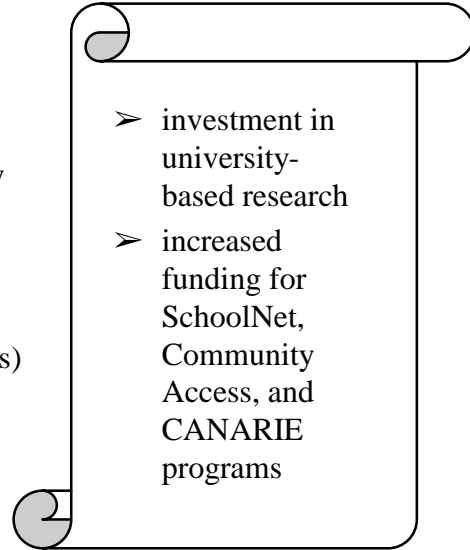 ➢ investment in
university-
based research
➢ increased
funding for
SchoolNet,
Community
Access, and
CANARIE
programs